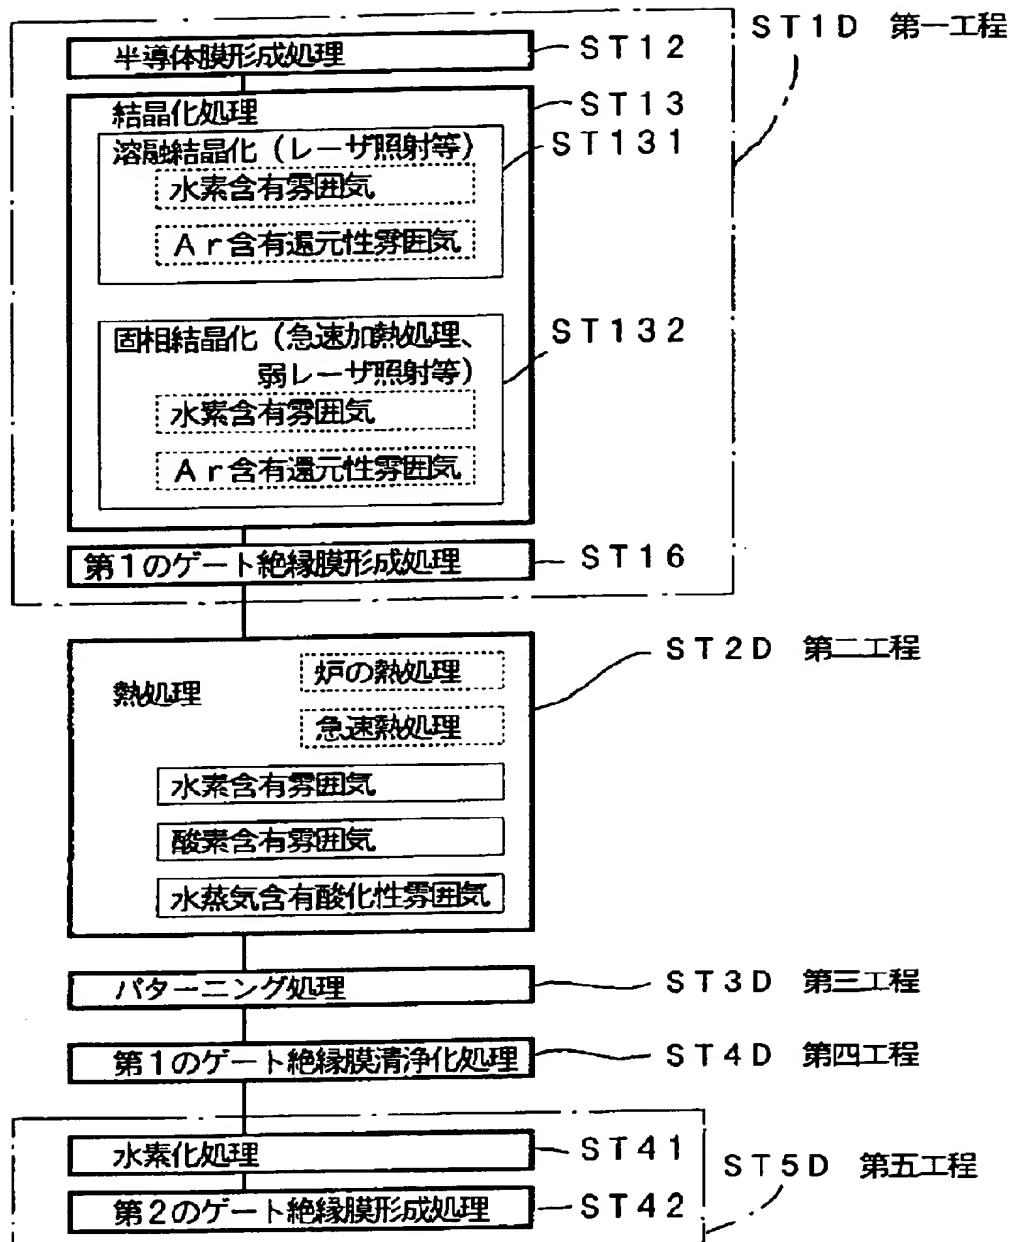 ST1D 第一工程
半導体膜形成処理 ST12
結晶化処理 ST13
溶融結晶化（レーザ照射等） ST131
水素含有雰囲気
Ar含有還元性雰囲気
固相結晶化（急速加熱処理、 ST132
弱レーザ照射等）
水素含有雰囲気
Ar含有還元性雰囲気
第1のゲート絶縁膜形成処理 ST16
ST2D 第二工程
炉の熱処理
熱処理
急速熱処理
水素含有雰囲気
酸素含有雰囲気
水蒸気含有酸化性雰囲気
パターニング処理 ST3D 第三工程
第1のゲート絶縁膜清浄化処理 ST4D 第四工程
水素化処理 ST41
ST5D 第五工程
第2のゲート絶縁膜形成処理 ST42